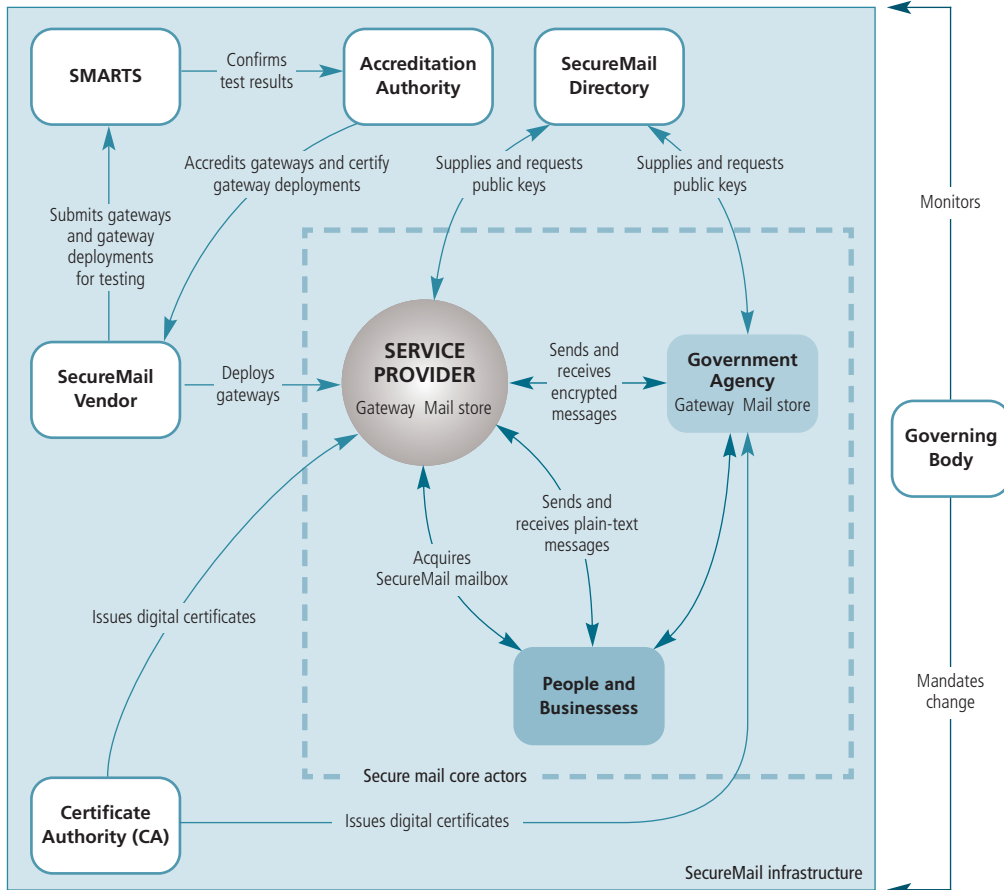 SMARTS
Confirms
test results
Accreditation
Authority
SecureMail
Directory
Accredits gateways and certify
gateway deployments
Supplies and requests
public keys
Supplies and requests
public keys
Monitors
Submits gateways
and gateway
deployments
for testing
SecureMail
Vendor
Deploys
gateways
SERVICE
PROVIDER
Gateway Mail store
Sends and
receives
encrypted
messages
Government
Agency
Gateway Mail store
Governing
Body
Sends and
receives plain-text
messages
Acquires
SecureMail mailbox
Issues digital certificates
People and
Businessess
Mandates
change
Secure mail core actors
Certificate
Authority (CA)
Issues digital certificates
SecureMail infrastructure